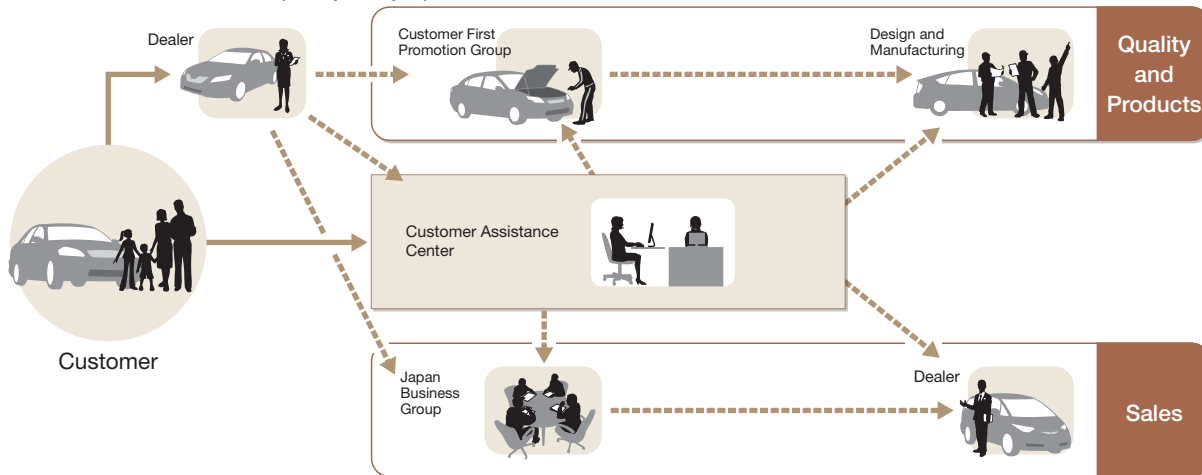 Dealer
Customer First
Promotion Group
Design and
Manufacturing
Quality
and
Products
Customer Assistance
Center
Customer
Japan
Business
Group
Dealer
Sales